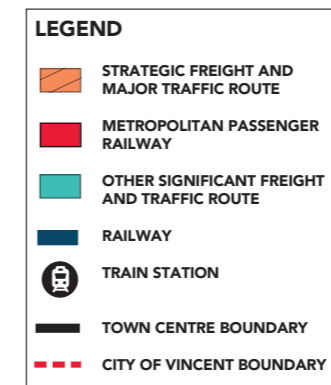 LEGEND
STRATEGIC FREIGHT AND
MAJOR TRAFFIC ROUTE
METROPOLITAN PASSENGER
RAILWAY
OTHER SIGNIFICANT FREIGHT
AND TRAFFIC ROUTE
RAILWAY
TRAIN STATION
TOWN CENTRE BOUNDARY
CITY OF VINCENT BOUNDARY